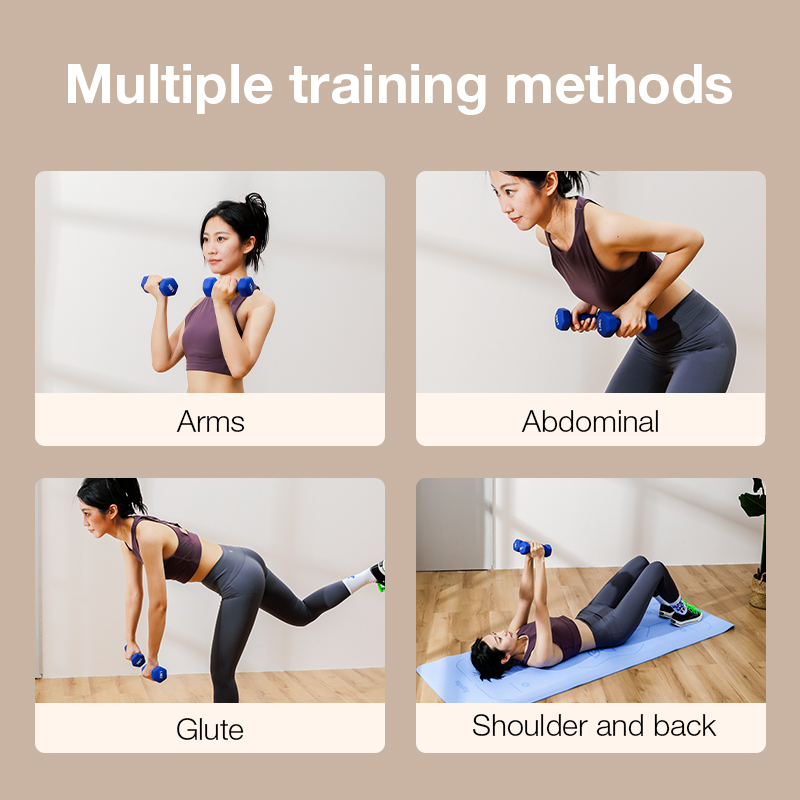 Multiple training methods
Arms
Abdominal
Glute
Shoulder and back